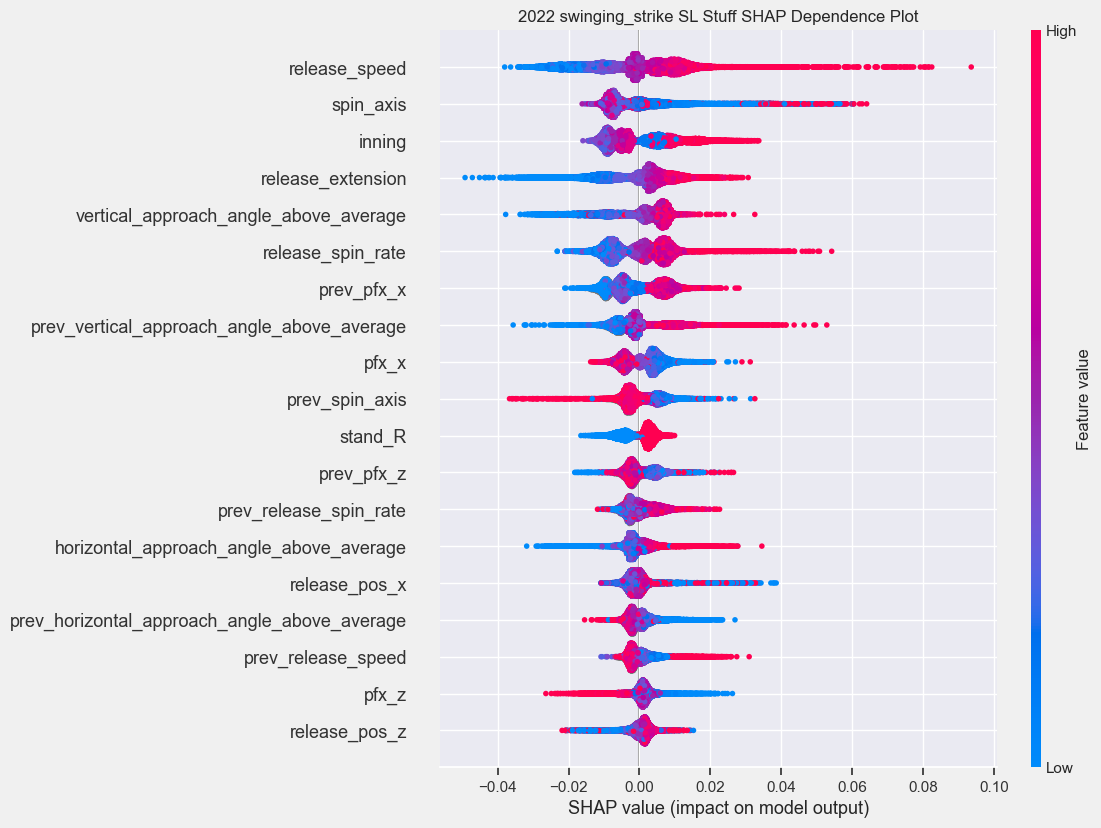 2022 swinging_strike SL Stuff SHAP Dependence Plot
High
release_speed
spin_axis
inning
release_extension
vertical_approach_angle_above_average
release_spin_rate
prev_pfx_x
prev_vertical_approach_angle_above_average
pfx_x
prev_spin_axis
stand_R
prev_pfx_z
prev_release_spin_rate
horizontal_approach_angle_above_average
release_pos_x
prev_horizontal_approach_angle_above_average
prev_release_speed
pfx_z
release_pos_z
Feature value
Low
−0.04 −0.02 0.00 0.02 0.04 0.06 0.08 0.10
SHAP value (impact on model output)